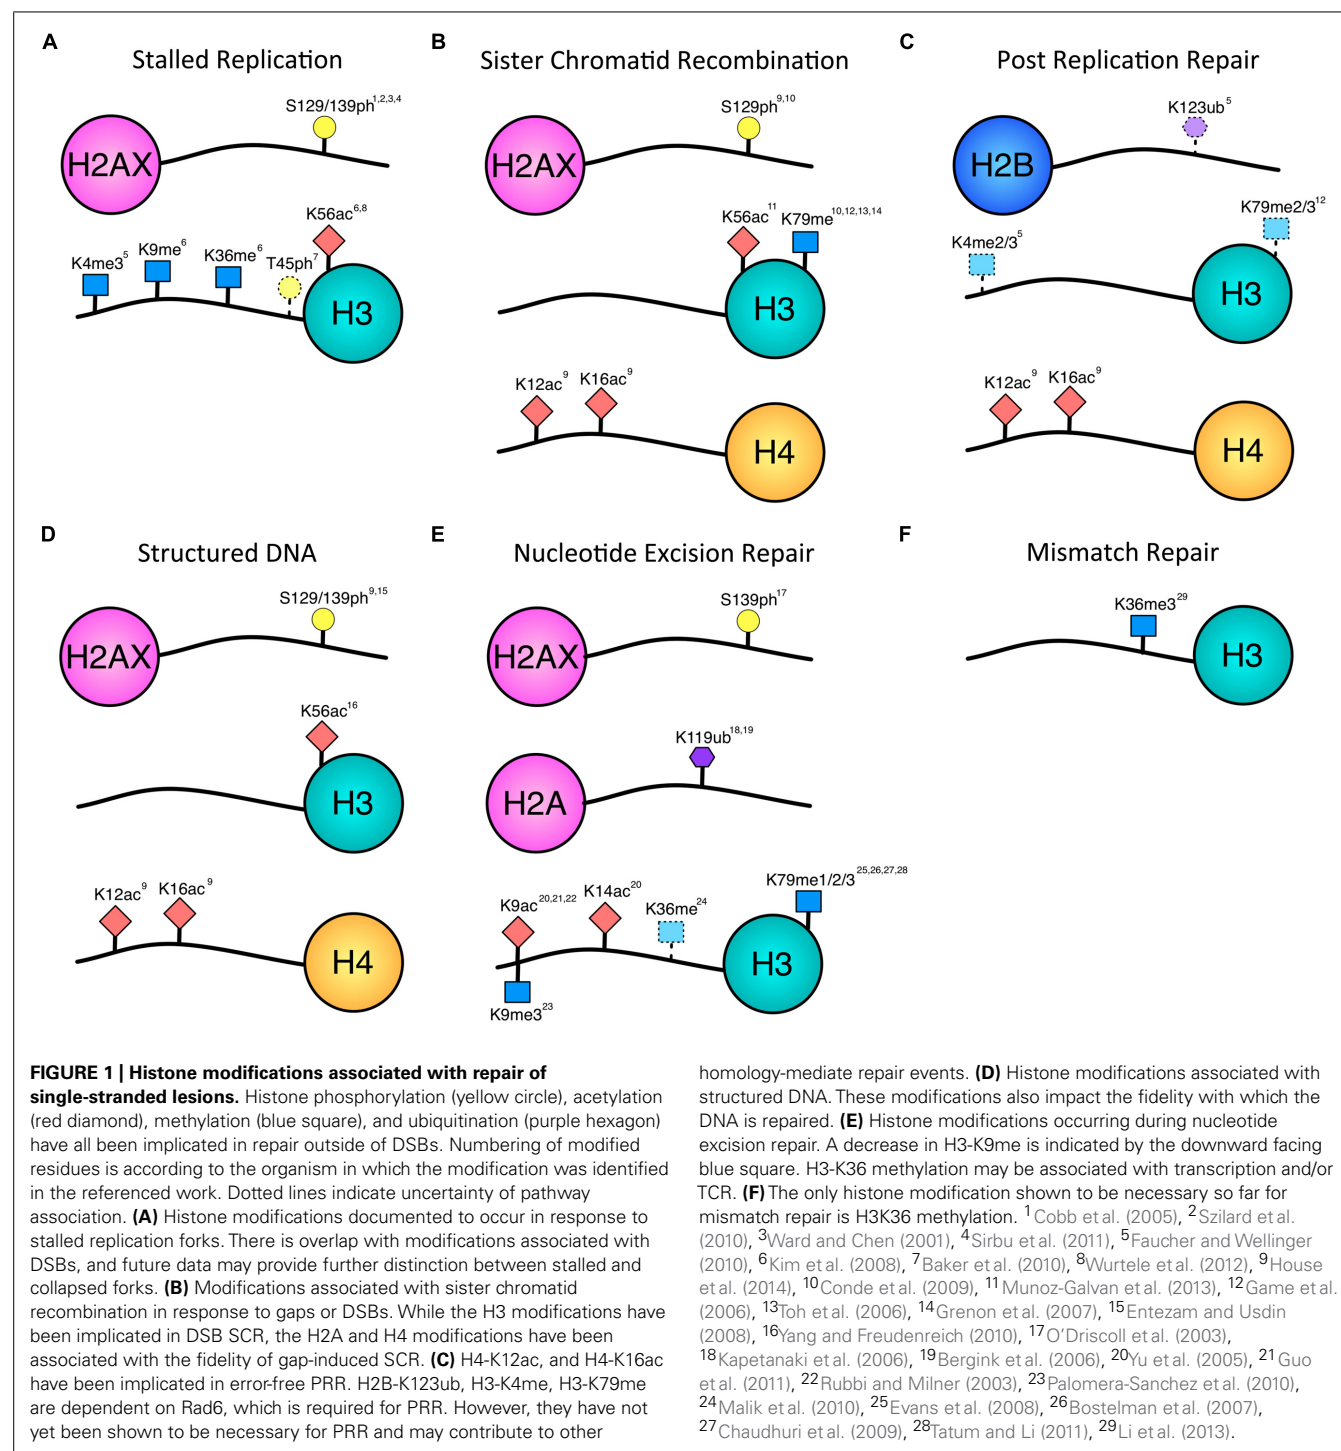 A
Stalled Replication
S129/139ph1,2,3,4
H2AX
K56ac6,8
K4me35
K9me6
K36me6
T45ph7
H3
B
Sister Chromatid Recombination
S129ph9,10
H2AX
K56ac11
K79me10,12,13,14
H3
K12ac9
K16ac9
H4
C
Post Replication Repair
K123ub5
H2B
K79me2/312
K4me2/35
H3
K12ac9
K16ac9
H4
D
Structured DNA
S129/139ph9,15
H2AX
K56ac16
H3
K12ac9
K16ac9
H4
E
Nucleotide Excision Repair
S139ph17
H2AX
K119ub18,19
H2A
K79me1/2/325,26,27,28
K9ac20,21,22
K14ac20
K36me24
H3
K9me323
F
Mismatch Repair
K36me329
H3
FIGURE 1 | Histone modifications associated with repair of
single-stranded lesions. Histone phosphorylation (yellow circle), acetylation
(red diamond), methylation (blue square), and ubiquitination (purple hexagon)
have all been implicated in repair outside of DSBs. Numbering of modified
residues is according to the organism in which the modification was identified
in the referenced work. Dotted lines indicate uncertainty of pathway
association. (A) Histone modifications documented to occur in response to
stalled replication forks. There is overlap with modifications associated with
DSBs, and future data may provide further distinction between stalled and
collapsed forks. (B) Modifications associated with sister chromatid
recombination in response to gaps or DSBs. While the H3 modifications have
been implicated in DSB SCR, the H2A and H4 modifications have been
associated with the fidelity of gap-induced SCR. (C) H4-K12ac, and H4-K16ac
have been implicated in error-free PRR. H2B-K123ub, H3-K4me, H3-K79me
are dependent on Rad6, which is required for PRR. However, they have not
yet been shown to be necessary for PRR and may contribute to other
homology-mediate repair events. (D) Histone modifications associated with
structured DNA. These modifications also impact the fidelity with which the
DNA is repaired. (E) Histone modifications occurring during nucleotide
excision repair. A decrease in H3-K9me is indicated by the downward facing
blue square. H3-K36 methylation may be associated with transcription and/or
TCR. (F) The only histone modification shown to be necessary so far for
mismatch repair is H3K36 methylation. 1Cobb et al. (2005), 2Szilard et al.
(2010), 3Ward and Chen (2001), 4Sirbu et al. (2011), 5Faucher and Wellinger
(2010), 6Kim et al. (2008), 7Baker et al. (2010), 8Wurtele et al. (2012), 9House
et al. (2014), 10Conde et al. (2009), 11Munoz-Galvan et al. (2013), 12Game et al.
(2006), 13Toh et al. (2006), 14Grenon et al. (2007), 15Entezam and Usdin
(2008), 16Yang and Freudenreich (2010), 17O'Driscoll et al. (2003),
18Kapetanaki et al. (2006), 19Bergink et al. (2006), 20Yu et al. (2005), 21Guo
et al. (2011), 22Rubbi and Milner (2003), 23Palomera-Sanchez et al. (2010),
24Malik et al. (2010), 25Evans et al. (2008), 26Bostelman et al. (2007),
27Chaudhuri et al. (2009), 28Tatum and Li (2011), 29Li et al. (2013).